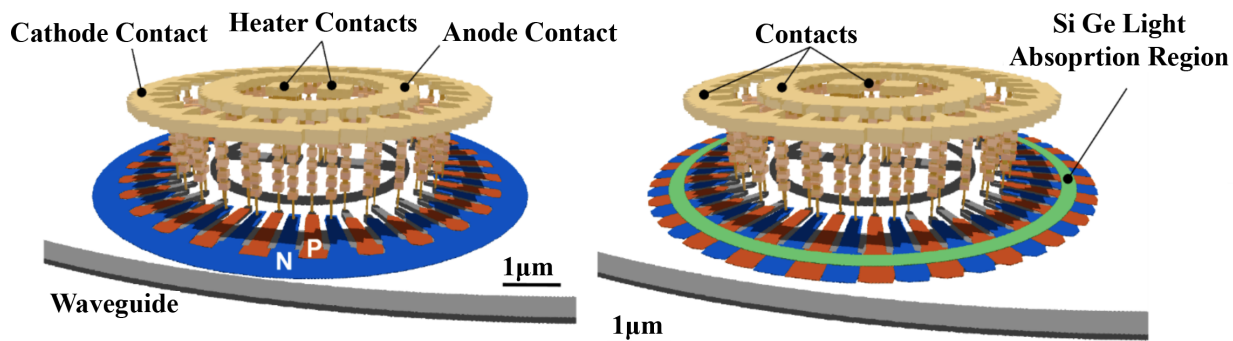 Cathode Contact
Heater Contacts
Anode Contact
N
P
1μm
Waveguide
Contacts
Si Ge Light
Absoprtion Region
1μm